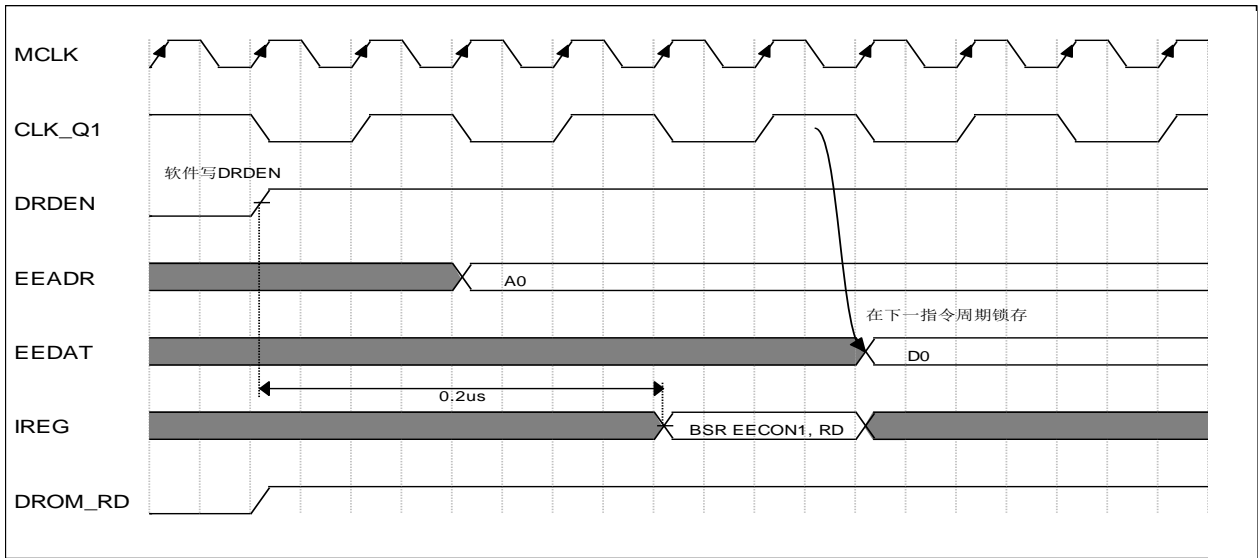 MCLK
CLK_Q1
软件写DRDEN
DRDEN
EEADR
A0
在下一指令周期锁存
EEDAT
D0
0.2us
IREG
BSR EECON1, RD
DROM_RD